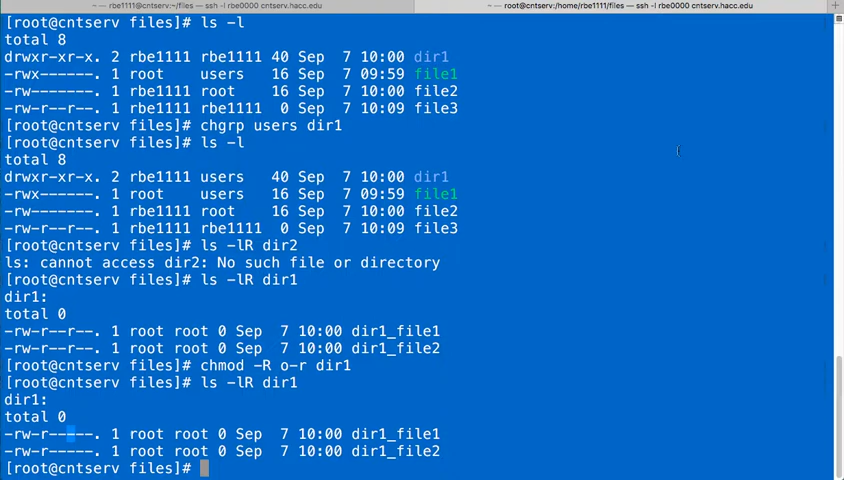 ~ — rbe1111@cntserv:~/files — ssh -l rbe1111 cntserv.hacc.edu
~ — root@cntserv:/home/rbe1111/files — ssh -l rbe0000 cntserv.hacc.edu
+
[root@cntserv files]# ls -l
total 8
drwxr-xr-x. 2 rbe1111 rbe1111 40 Sep  7 10:00 dir1
-rwx------. 1 root    users   16 Sep  7 09:59 file1
-rw-------. 1 rbe1111 root    16 Sep  7 10:00 file2
-rw-r--r--. 1 rbe1111 rbe1111  0 Sep  7 10:09 file3
[root@cntserv files]# chgrp users dir1
[root@cntserv files]# ls -l
total 8
drwxr-xr-x. 2 rbe1111 users   40 Sep  7 10:00 dir1
-rwx------. 1 root    users   16 Sep  7 09:59 file1
-rw-------. 1 rbe1111 root    16 Sep  7 10:00 file2
-rw-r--r--. 1 rbe1111 rbe1111  0 Sep  7 10:09 file3
[root@cntserv files]# ls -lR dir2
ls: cannot access dir2: No such file or directory
[root@cntserv files]# ls -lR dir1
dir1:
total 0
-rw-r--r--. 1 root root 0 Sep  7 10:00 dir1_file1
-rw-r--r--. 1 root root 0 Sep  7 10:00 dir1_file2
[root@cntserv files]# chmod -R o-r dir1
[root@cntserv files]# ls -lR dir1
dir1:
total 0
-rw-r-----. 1 root root 0 Sep  7 10:00 dir1_file1
-rw-r-----. 1 root root 0 Sep  7 10:00 dir1_file2
[root@cntserv files]#